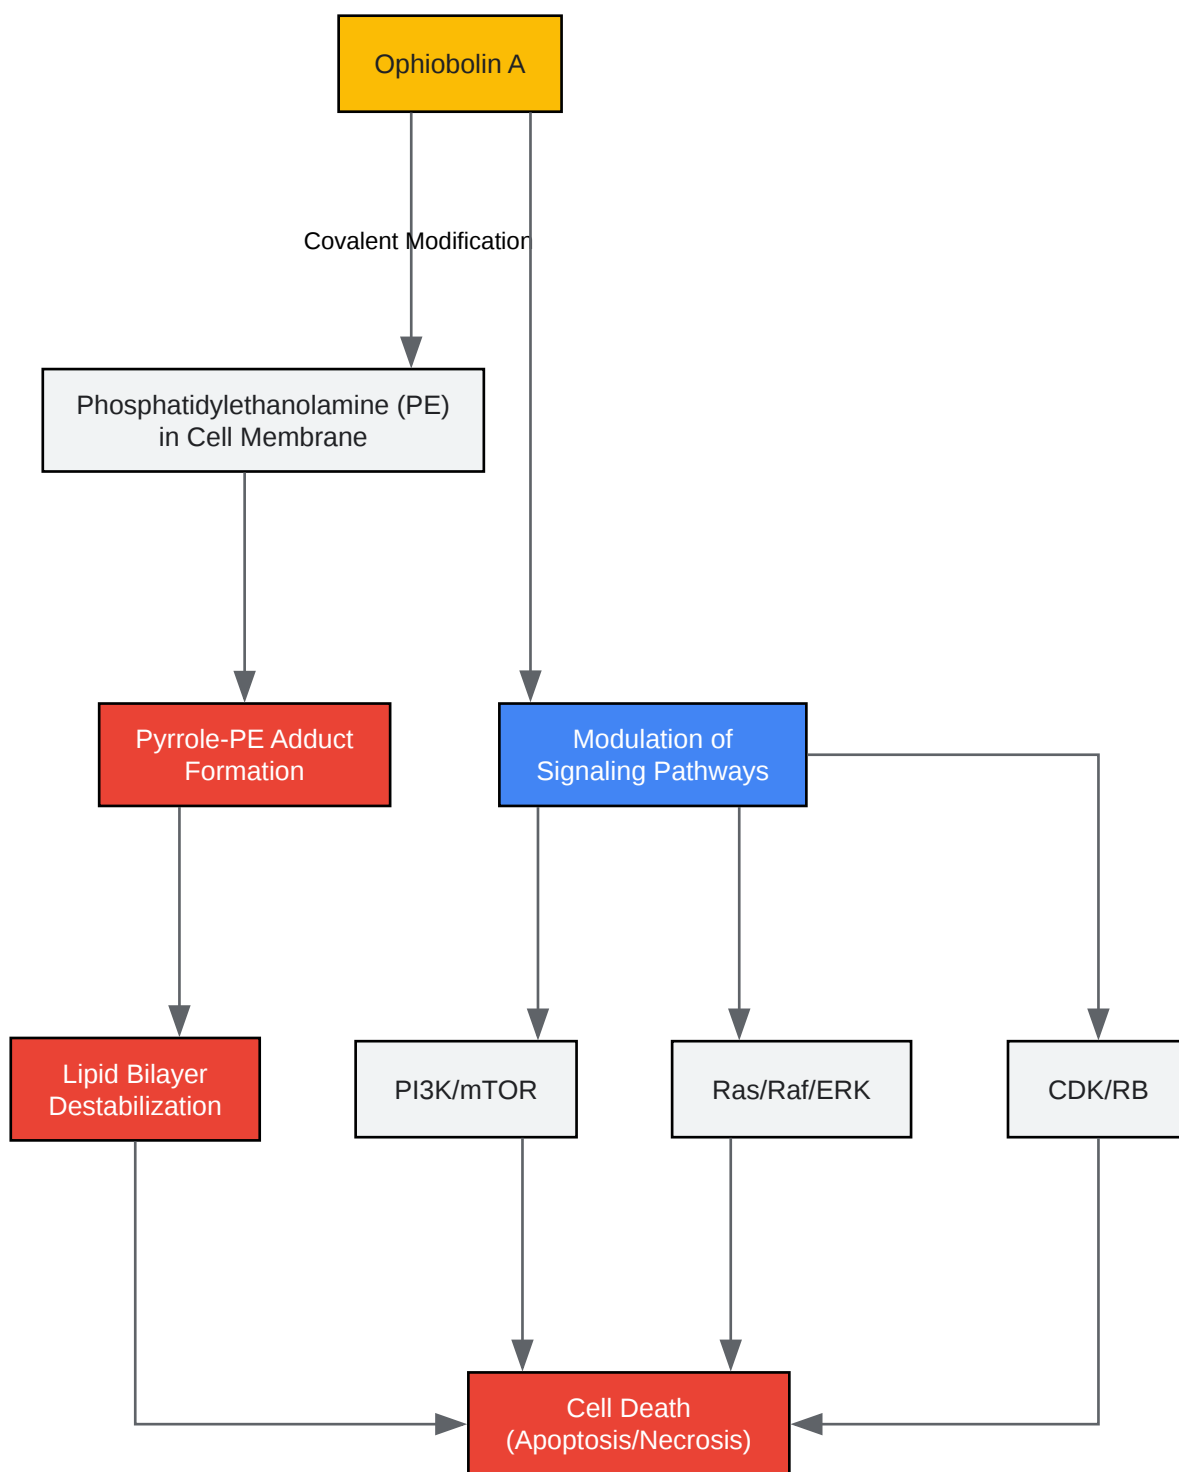 Ophiobolin A
Covalent Modification
Phosphatidylethanolamine (PE)
in Cell Membrane
Pyrrole-PE Adduct
Formation
Modulation of
Signaling Pathways
Lipid Bilayer
Destabilization
PI3K/mTOR
Ras/Raf/ERK
CDK/RB
Cell Death
(Apoptosis/Necrosis)